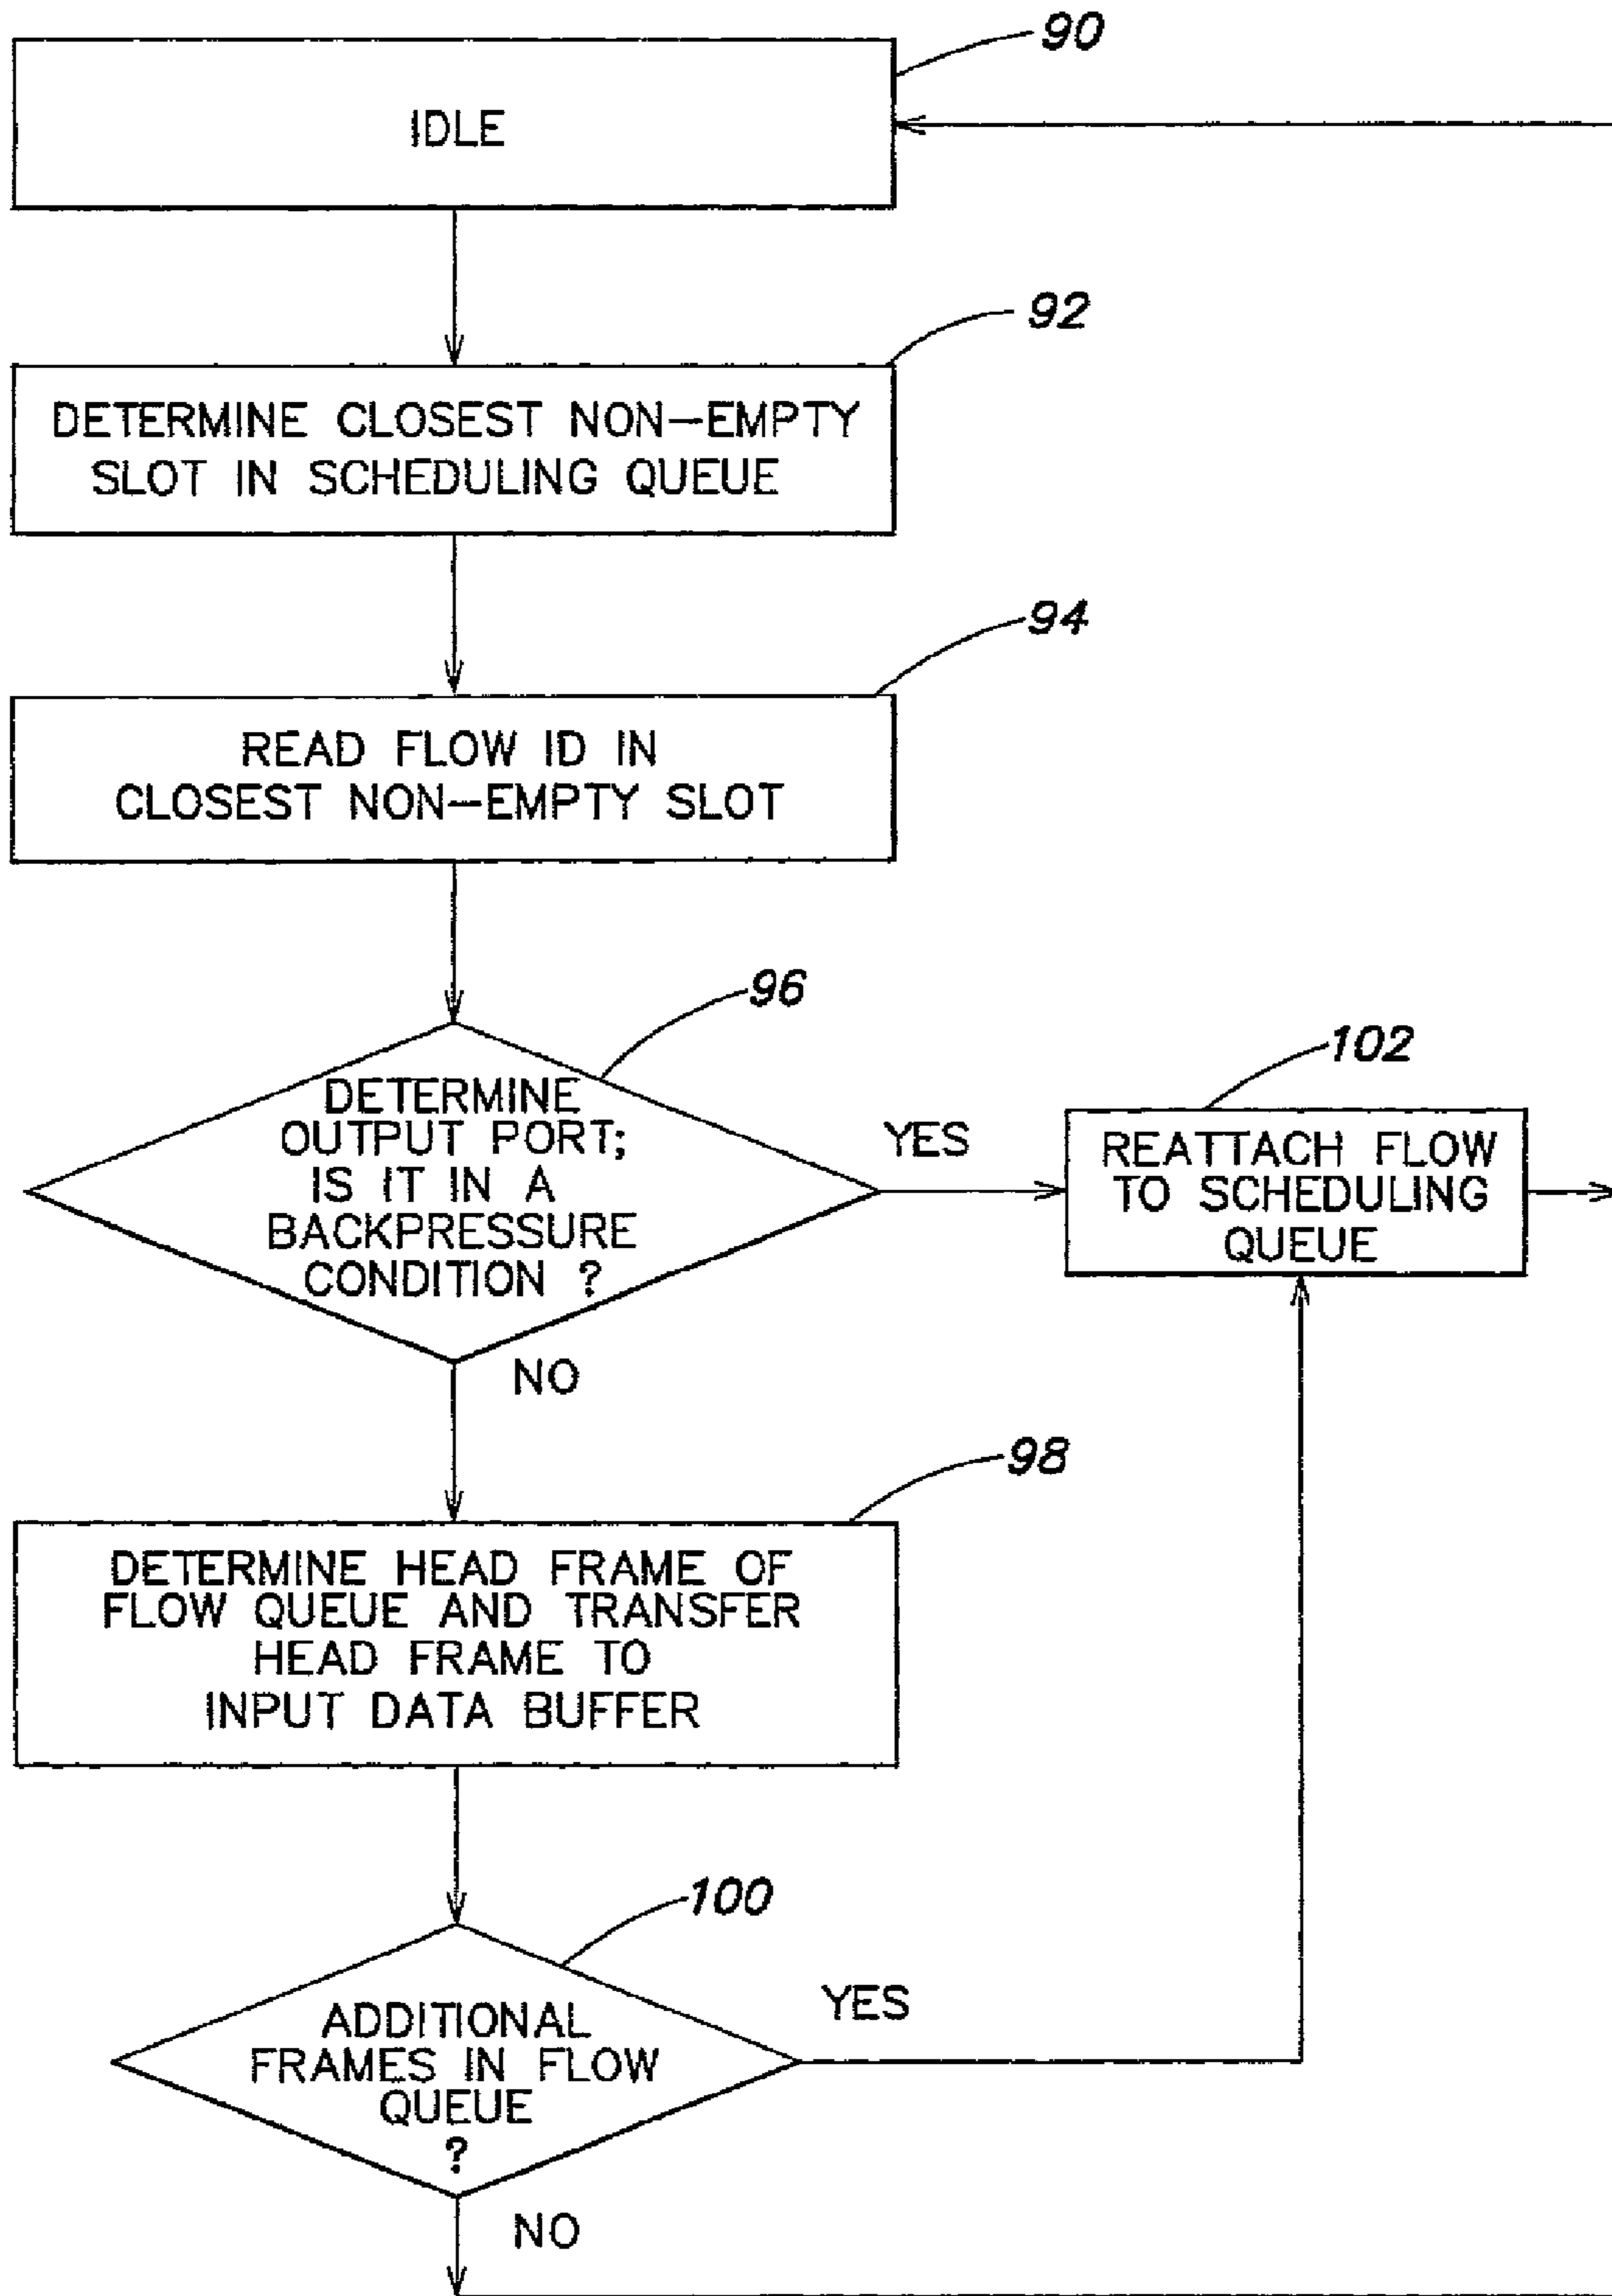 90
IDLE
92
DETERMINE CLOSEST NON-EMPTY
SLOT IN SCHEDULING QUEUE
94
READ FLOW ID IN
CLOSEST NON-EMPTY SLOT
96
DETERMINE
OUTPUT PORT;
IS IT IN A
BACKPRESSURE
CONDITION ?
YES
102
REATTACH FLOW
TO SCHEDULING
QUEUE
NO
98
DETERMINE HEAD FRAME OF
FLOW QUEUE AND TRANSFER
HEAD FRAME TO
INPUT DATA BUFFER
100
ADDITIONAL
FRAMES IN FLOW
QUEUE
?
YES
NO